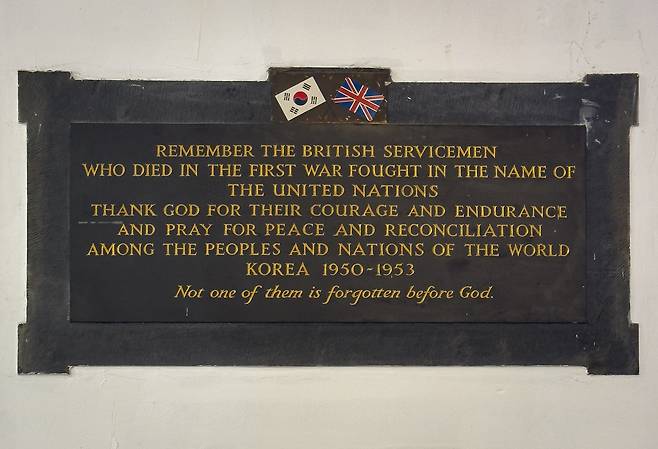 REMEMBER THE BRITISH SERVICEMEN
WHO DIED IN THE FIRST WAR FOUGHT IN THE NAME OF
THE UNITED NATIONS
THANK GOD FOR THEIR COURAGE AND ENDURANCE
AND PRAY FOR PEACE AND RECONCILIATION
AMONG THE PEOPLES AND NATIONS OF THE WORLD
KOREA 1950-1953
Not one of them is forgotten before God.